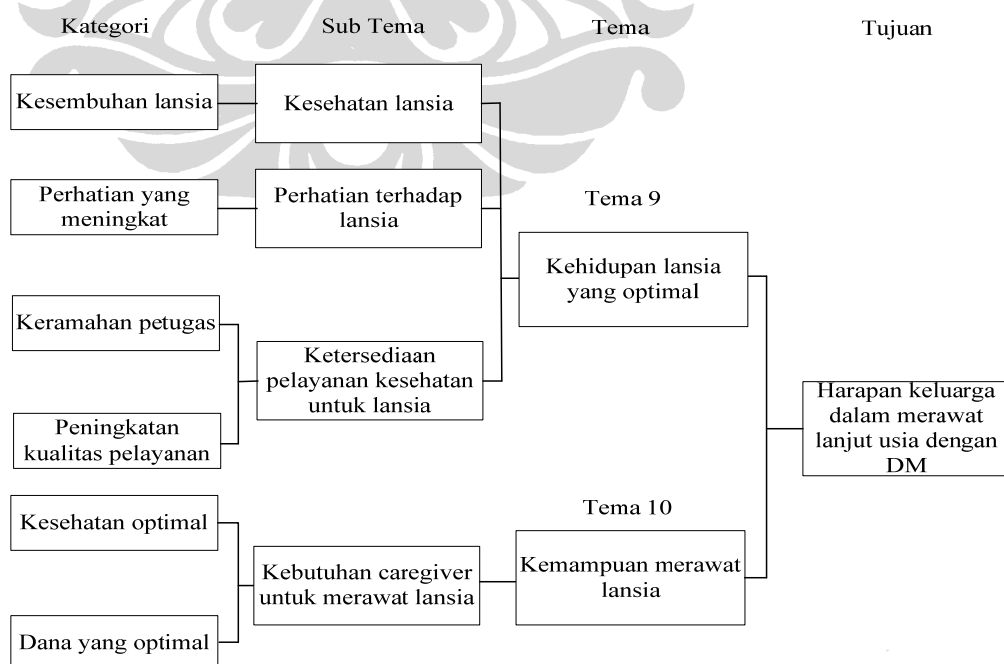 Kategori
Sub Tema
Tema
Tujuan
Kesembuhan lansia
Kesehatan lansia
Perhatian yang
meningkat
Perhatian terhadap
lansia
Tema 9
Kehidupan lansia
yang optimal
Keramahan petugas
Ketersediaan
pelayanan kesehatan
untuk lansia
Peningkatan
kualitas pelayanan
Harapan keluarga
dalam merawat
lanjut usia dengan
DM
Kesehatan optimal
Tema 10
Kebutuhan caregiver
untuk merawat lansia
Kemampuan merawat
lansia
Dana yang optimal